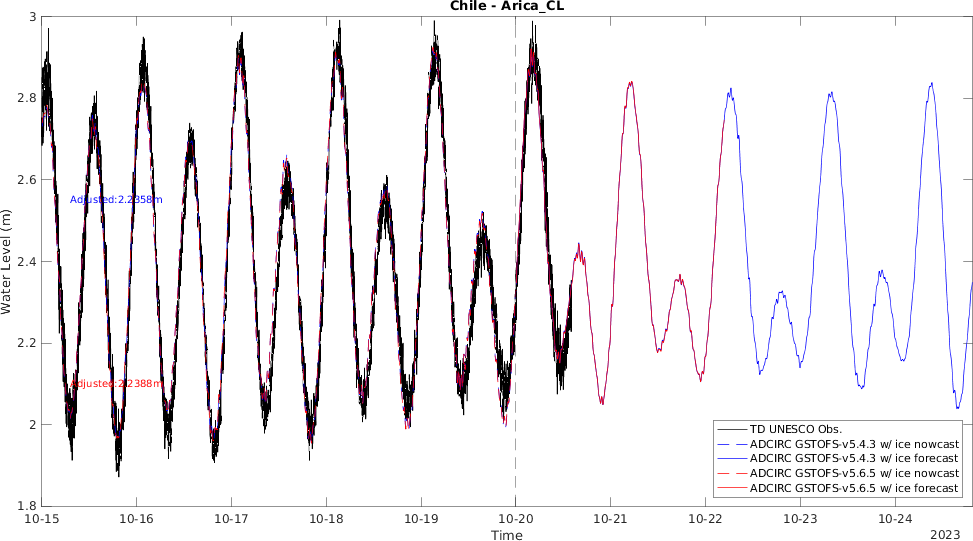 Chile - Arica_CL
3
2.8
2.6
2.4
2.2
2
1.8
Water Level (m)
Adjusted:2.2358m
Adjusted:2.2388m
TD UNESCO Obs.
ADCIRC GSTOFS-v5.4.3 w/ ice nowcast
ADCIRC GSTOFS-v5.4.3 w/ ice forecast
ADCIRC GSTOFS-v5.6.5 w/ ice nowcast
ADCIRC GSTOFS-v5.6.5 w/ ice forecast
10-15 10-16 10-17 10-18 10-19 10-20 10-21 10-22 10-23 10-24
Time
2023